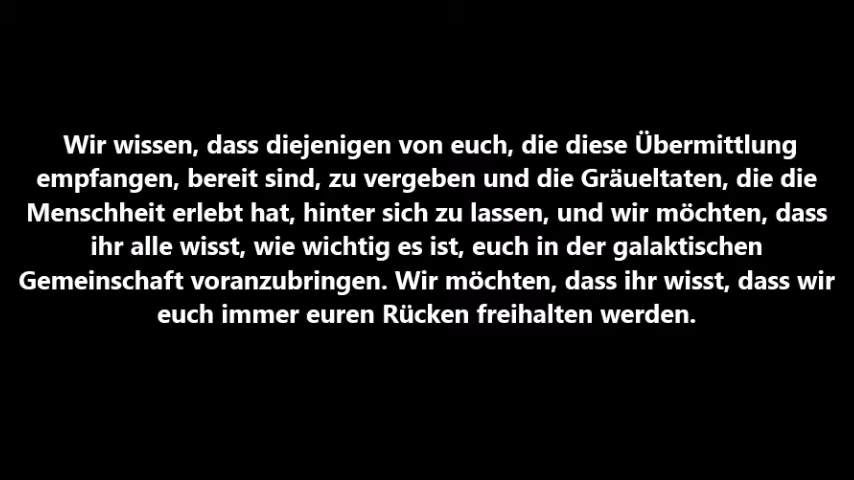 Wir wissen, dass diejenigen von euch, die diese Übermittlung
empfangen, bereit sind, zu vergeben und die Gräueltaten, die die
Menschheit erlebt hat, hinter sich zu lassen, und wir möchten, dass
ihr alle wisst, wie wichtig es ist, euch in der galaktischen
Gemeinschaft voranzubringen. Wir möchten, dass ihr wisst, dass wir
euch immer euren Rücken freihalten werden.